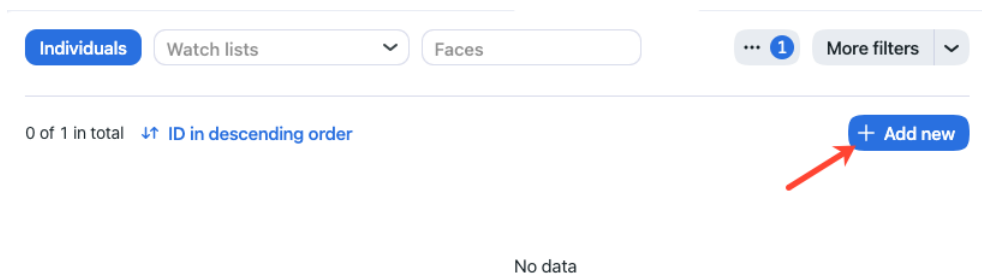 Individuals Watch lists Faces ... 1 More filters
0 of 1 in total ID in descending order + Add new
No data